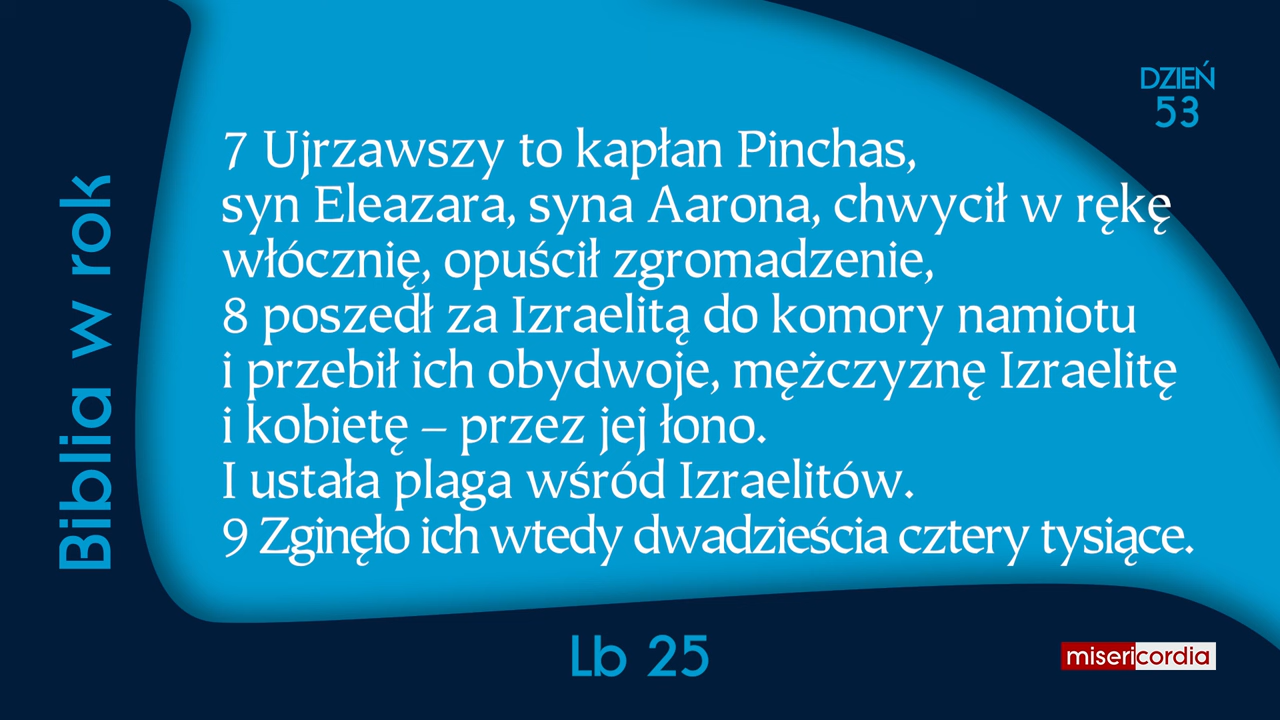 DZIEŃ
53
Biblia w rok
7 Ujrzawszy to kapłan Pinchas,
syn Eleazara, syna Aarona, chwycił w rękę
włócznię, opuścił zgromadzenie,
8 poszedł za Izraelitą do komory namiotu
i przebił ich obydwoje, mężczyznę Izraelitę
i kobietę – przez jej łono.
I ustała plaga wśród Izraelitów.
9 Zginęło ich wtedy dwadzieścia cztery tysiące.
Lb 25
misericordia